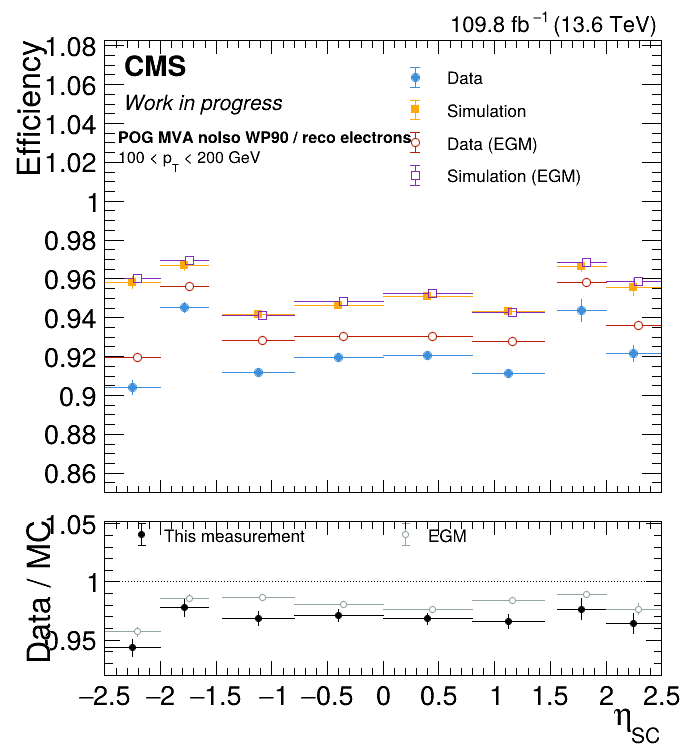 109.8 fb⁻¹ (13.6 TeV)
Efficiency
1.08
1.06
1.04
1.02
1
0.98
0.96
0.94
0.92
0.9
0.88
0.86
CMS
Work in progress
POG MVA noIso WP90 / reco electrons
100 < p_T < 200 GeV
Data
Simulation
Data (EGM)
Simulation (EGM)
Data / MC
1.05
1
0.95
This measurement
EGM
−2.5 −2 −1.5 −1 −0.5 0 0.5 1 1.5 2 2.5
η_SC